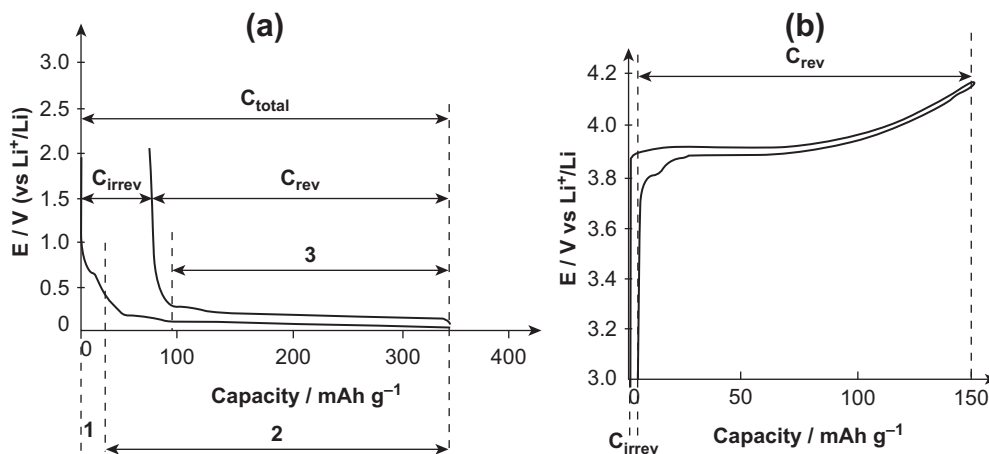 (a)
3.0
2.5
2.0
1.5
1.0
0.5
0
E / V (vs Li⁺/Li)
C_total
C_irrev
C_rev
3
0
100
200
300
400
Capacity / mAh g⁻¹
1
2
(b)
4.2
4.0
3.8
3.6
3.4
3.2
3.0
E / V vs Li⁺/Li
C_rev
0
50
100
150
C_irrev
Capacity / mAh g⁻¹